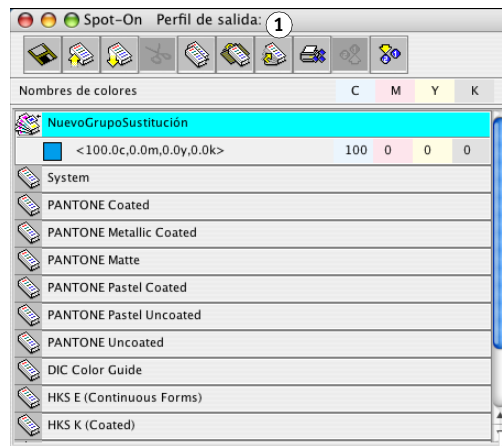 Spot-On Perfil de salida: 1
Nombres de colores C M Y K
NuevoGrupoSustitución
<100.0c,0.0m,0.0y,0.0k> 100 0 0 0
System
PANTONE Coated
PANTONE Metallic Coated
PANTONE Matte
PANTONE Pastel Coated
PANTONE Pastel Uncoated
PANTONE Uncoated
DIC Color Guide
HKS E (Continuous Forms)
HKS K (Coated)